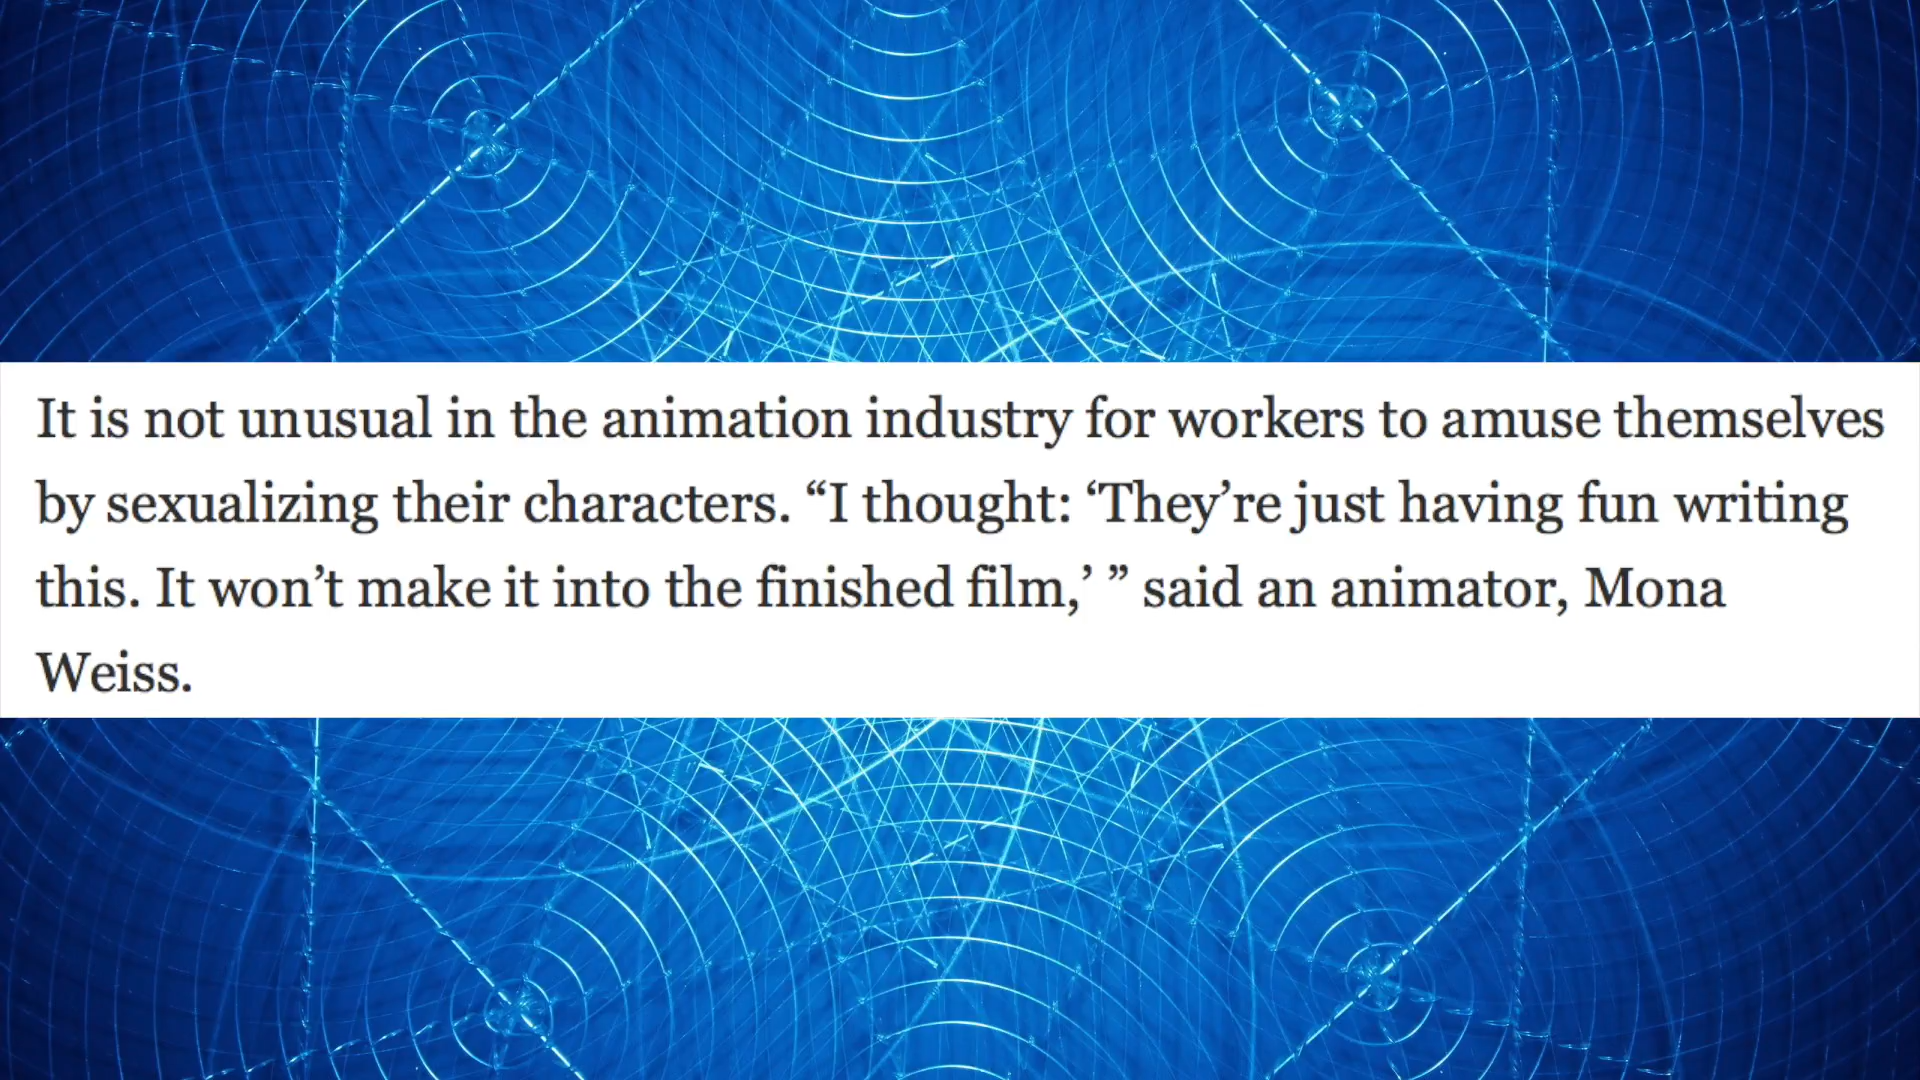 It is not unusual in the animation industry for workers to amuse themselves
by sexualizing their characters. “I thought: ‘They’re just having fun writing
this. It won’t make it into the finished film,’ ” said an animator, Mona
Weiss.